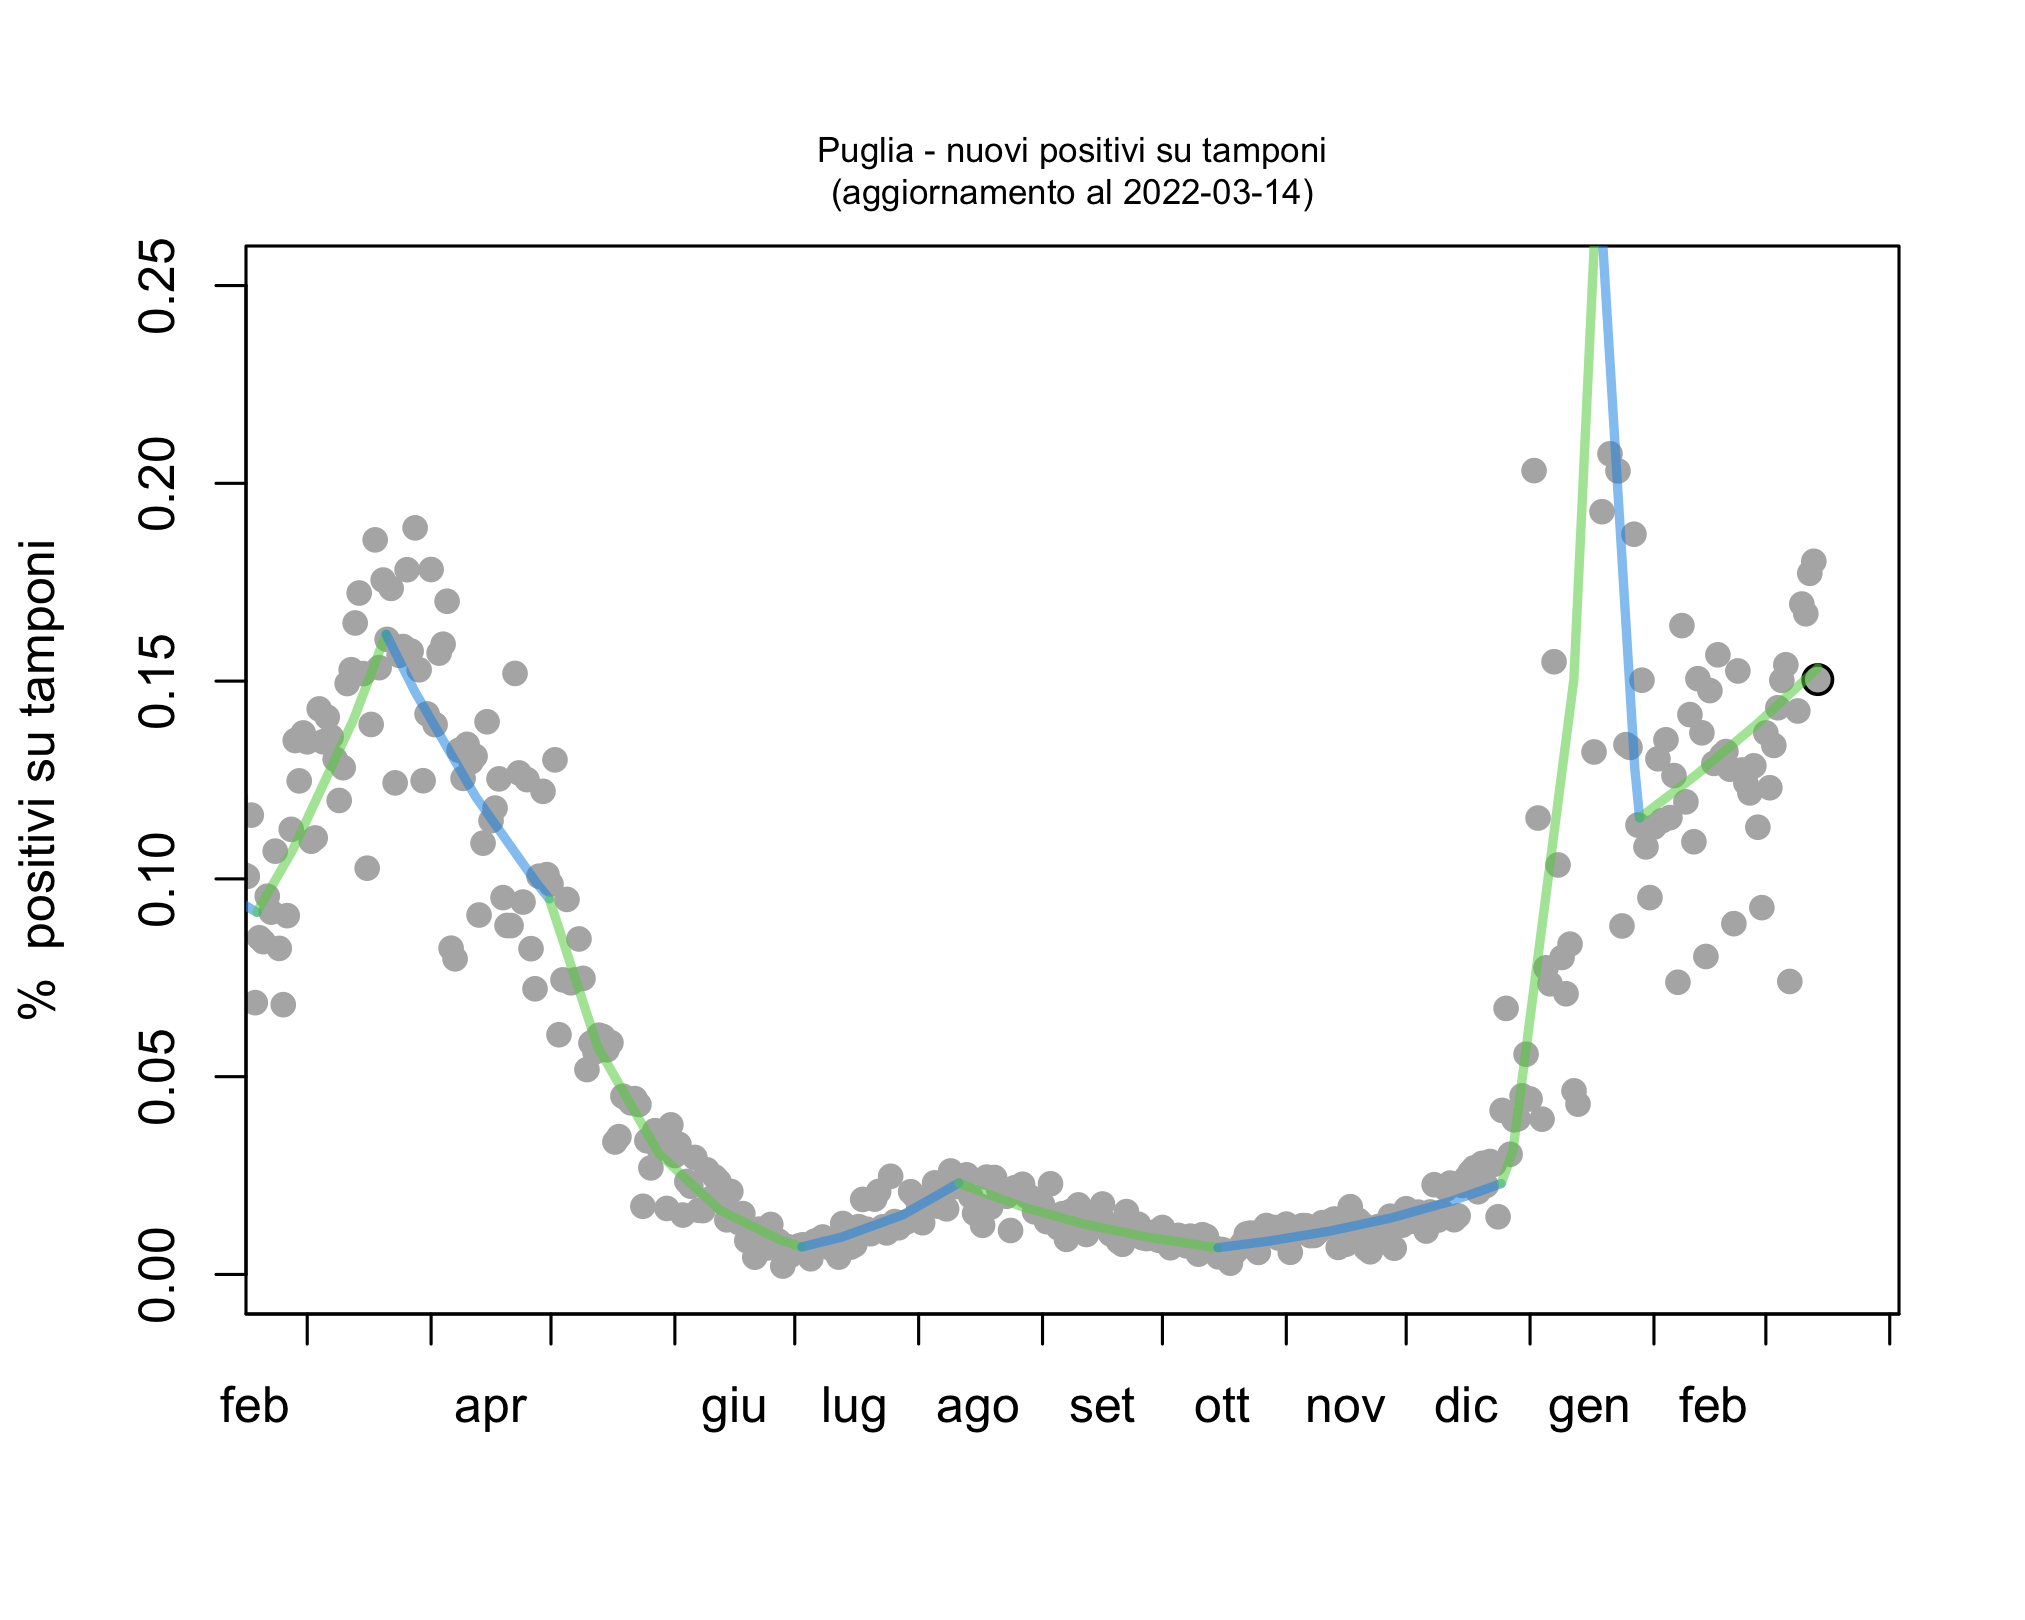 Puglia - nuovi positivi su tamponi
(aggiornamento al 2022-03-14)
% positivi su tamponi
0.25
0.20
0.15
0.10
0.05
0.00
feb apr giu lug ago set ott nov dic gen feb